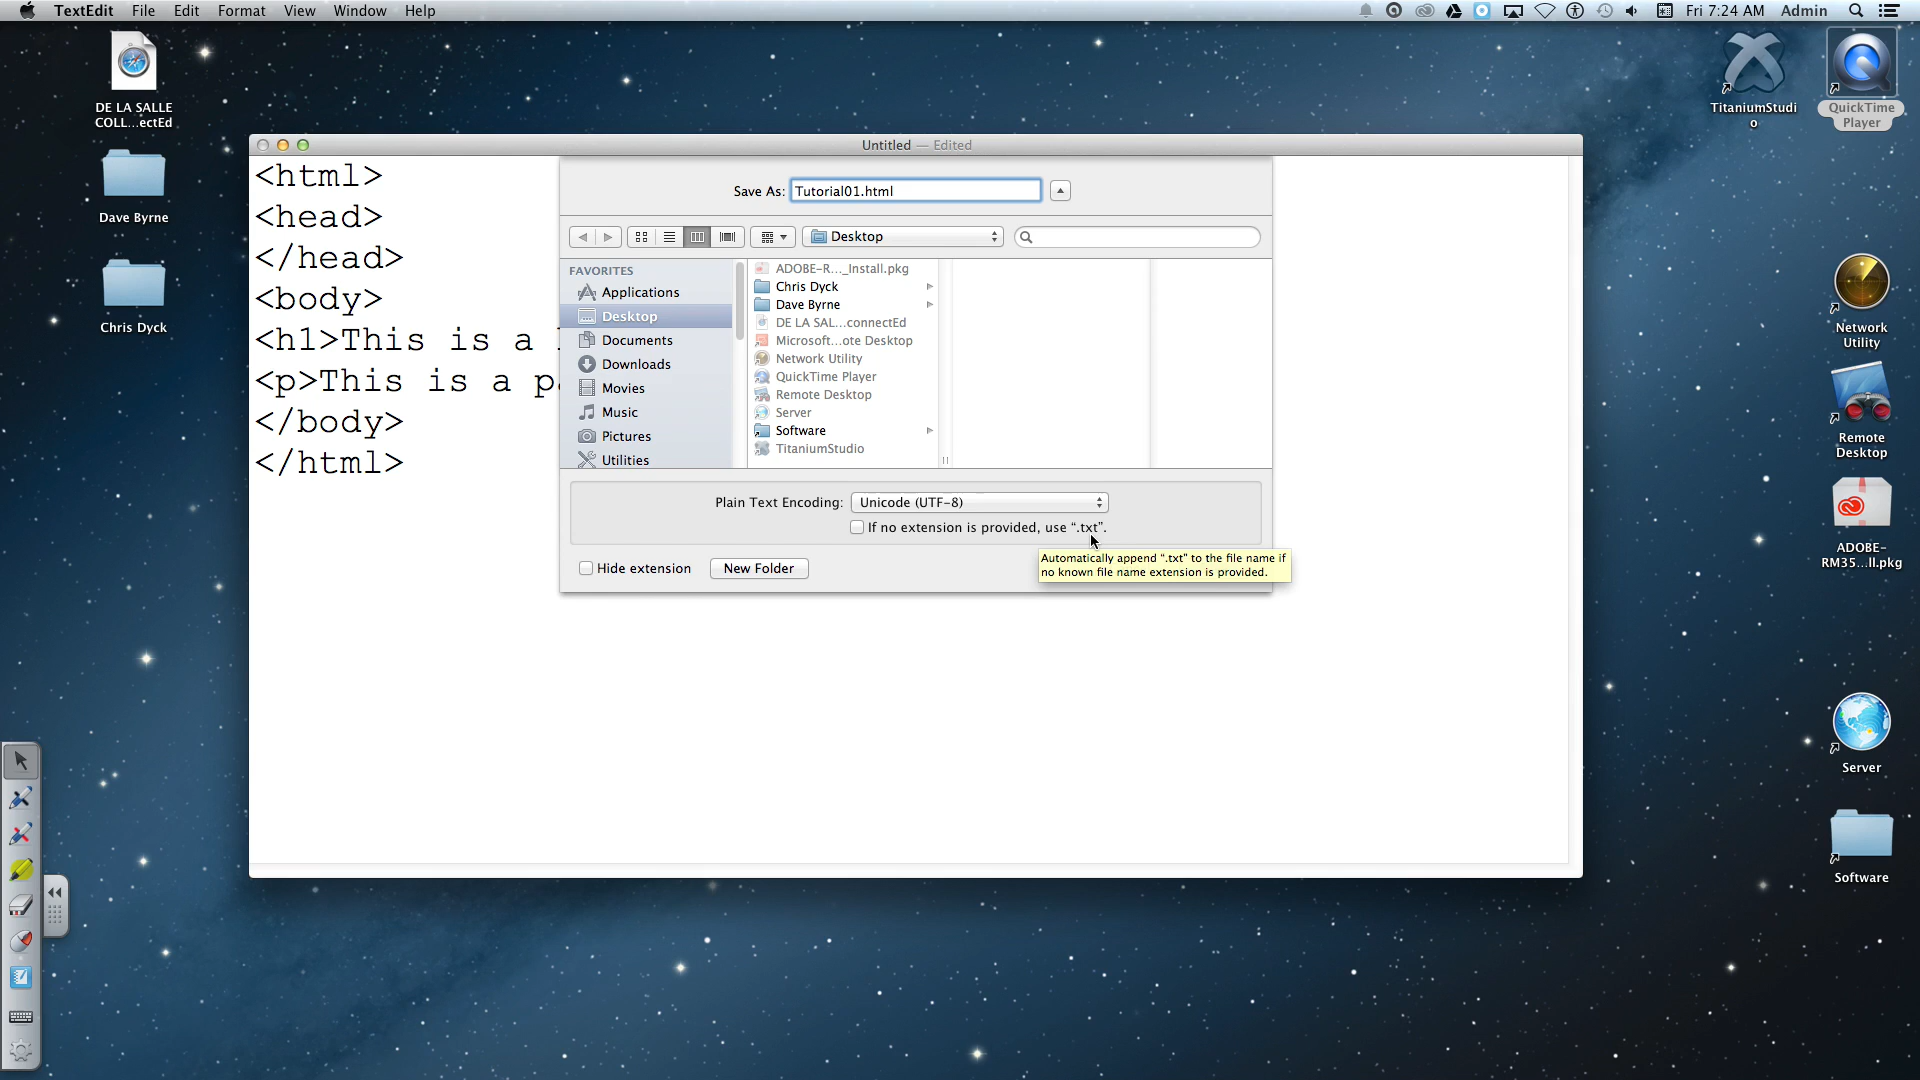 TextEdit File Edit Format View Window Help Fri 7:24 AM Admin
DE LA SALLE
COLL...ectEd
Dave Byrne
Chris Dyck
TitaniumStudi
o
QuickTime
Player
Network
Utility
Remote
Desktop
ADOBE-
RM35...ll.pkg
Server
Software
Untitled — Edited
<html>
<head>
</head>
<body>
<h1>This is a
<p>This is a pa
</body>
</html>
Save As: Tutorial01.html
Desktop
FAVORITES
Applications
Desktop
Documents
Downloads
Movies
Music
Pictures
Utilities
ADOBE-R..._Install.pkg
Chris Dyck
Dave Byrne
DE LA SAL...connectEd
Microsoft...ote Desktop
Network Utility
QuickTime Player
Remote Desktop
Server
Software
TitaniumStudio
Plain Text Encoding: Unicode (UTF-8)
If no extension is provided, use “.txt”.
Hide extension New Folder
Automatically append “.txt” to the file name if
no known file name extension is provided.